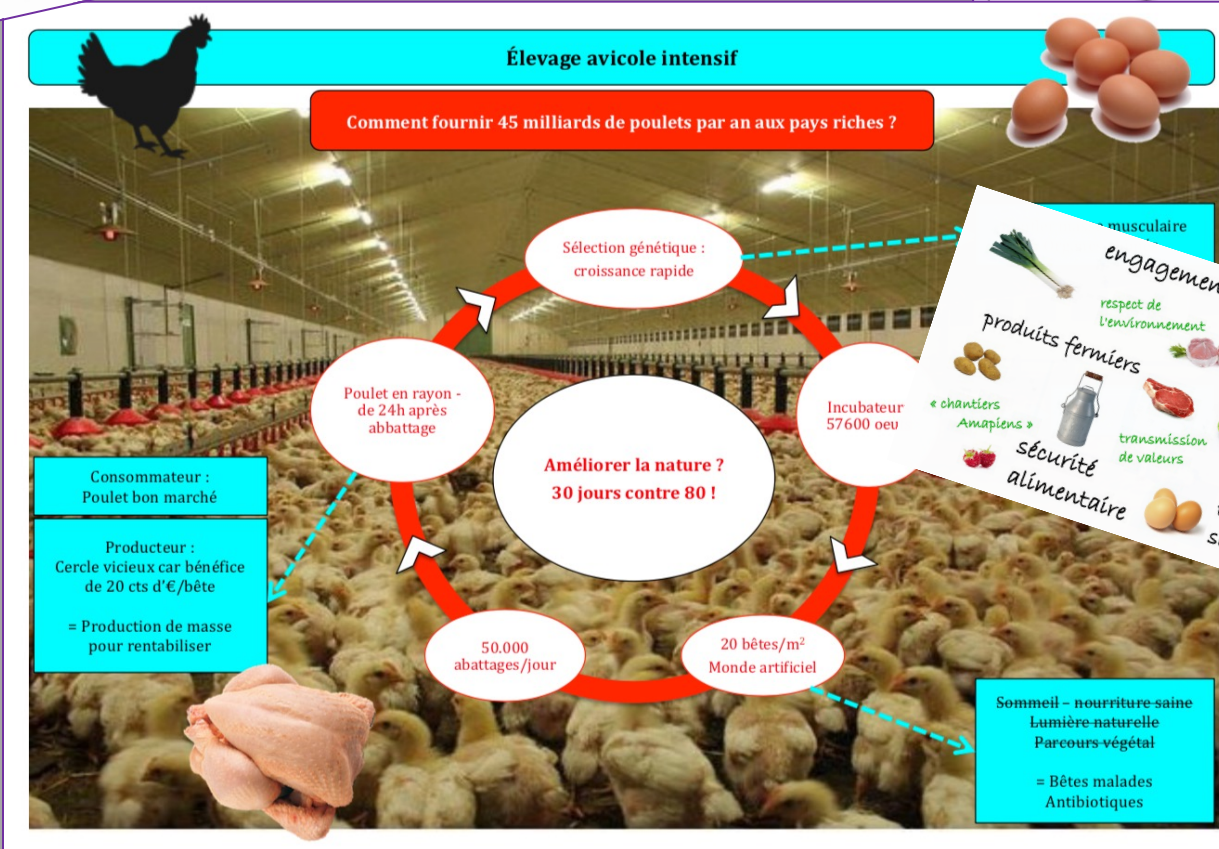 Élevage avicole intensif
Comment fournir 45 milliards de poulets par an aux pays riches ?
Sélection génétique :
croissance rapide
musculaire
Incubateur
57600
20 bêtes/m²
Monde artificiel
50.000
abattages/jour
Poulet en rayon -
de 24h après
abbattage
Améliorer la nature ?
30 jours contre 80 !
Consommateur :
Poulet bon marché
Producteur :
Cercle vicieux car bénéfice
de 20 cts d'€/bête
= Production de masse
pour rentabiliser
Sommeil – nourriture saine
Lumière naturelle
Parcours végétal
= Bêtes malades
Antibiotiques
respect de
l'environnement
produits fermiers
« chantiers
Amapiens »
transmission
de valeurs
sécurité
alimentaire